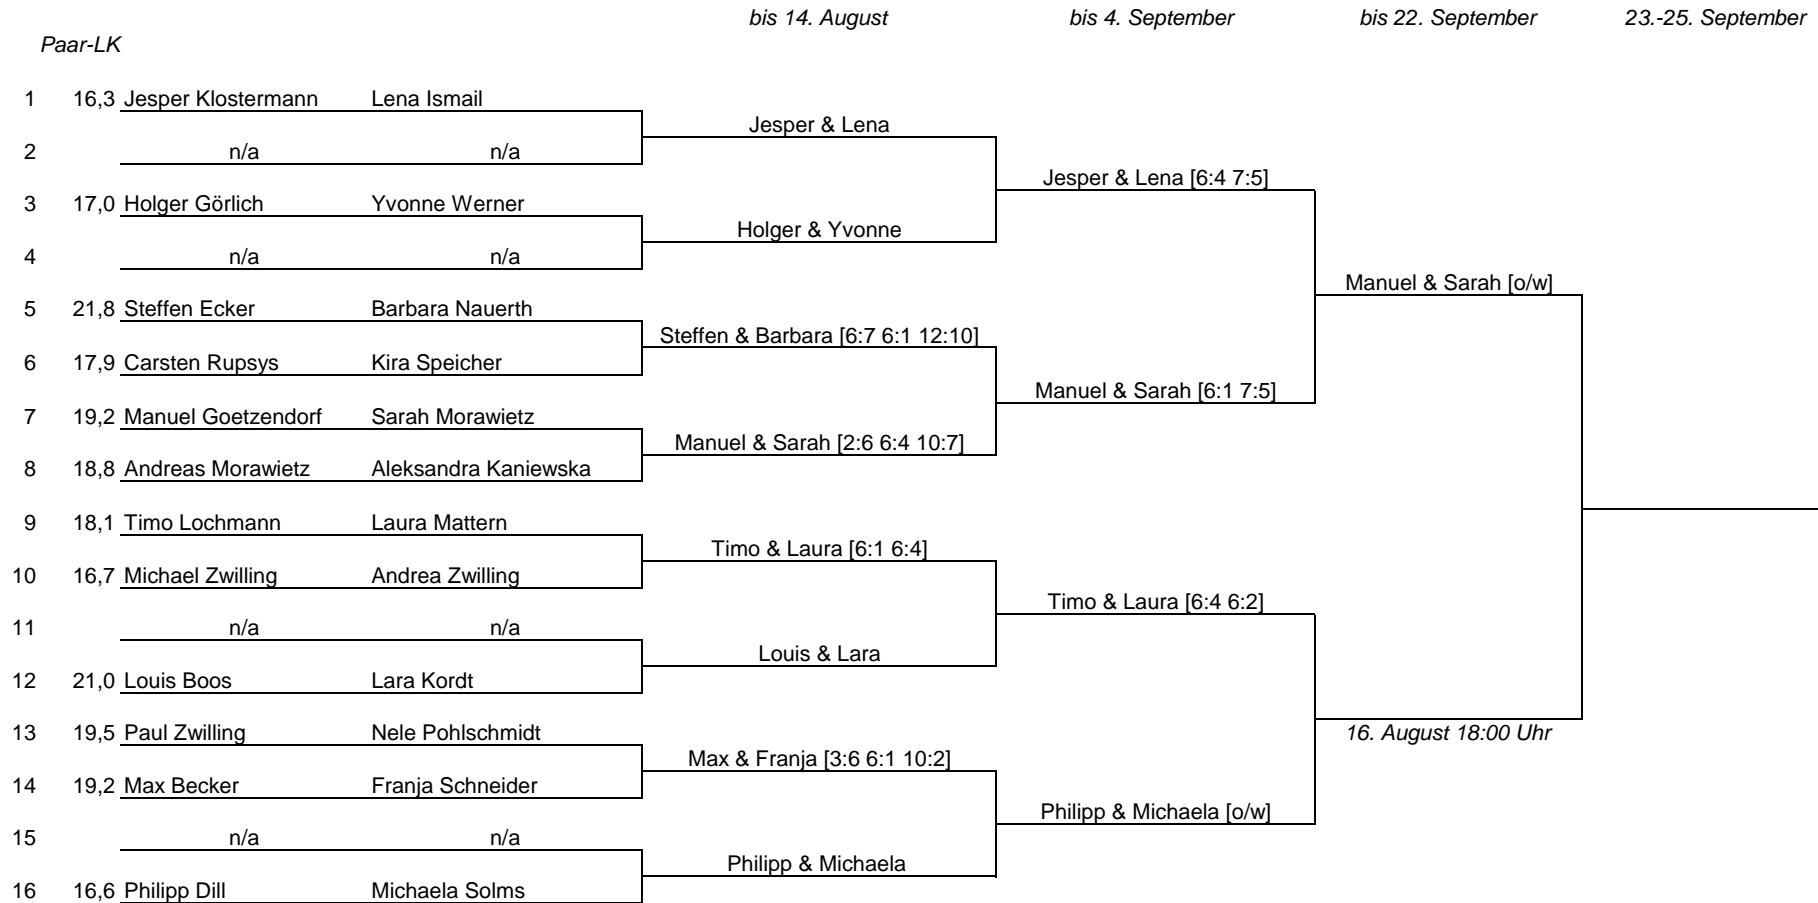 bis 14. August bis 4. September bis 22. September 23.-25. September
Paar-LK
1 16,3 Jesper Klostermann Lena Ismail
Jesper & Lena
2 n/a n/a
Jesper & Lena [6:4 7:5]
3 17,0 Holger Görlich Yvonne Werner
Holger & Yvonne
4 n/a n/a
Manuel & Sarah [o/w]
5 21,8 Steffen Ecker Barbara Nauerth
Steffen & Barbara [6:7 6:1 12:10]
6 17,9 Carsten Rupsys Kira Speicher
Manuel & Sarah [6:1 7:5]
7 19,2 Manuel Goetzendorf Sarah Morawietz
Manuel & Sarah [2:6 6:4 10:7]
8 18,8 Andreas Morawietz Aleksandra Kaniewska
9 18,1 Timo Lochmann Laura Mattern
Timo & Laura [6:1 6:4]
10 16,7 Michael Zwilling Andrea Zwilling
Timo & Laura [6:4 6:2]
11 n/a n/a
Louis & Lara
12 21,0 Louis Boos Lara Kordt
13 19,5 Paul Zwilling Nele Pohlschmidt
16. August 18:00 Uhr
Max & Franja [3:6 6:1 10:2]
14 19,2 Max Becker Franja Schneider
Philipp & Michaela [o/w]
15 n/a n/a
Philipp & Michaela
16 16,6 Philipp Dill Michaela Solms